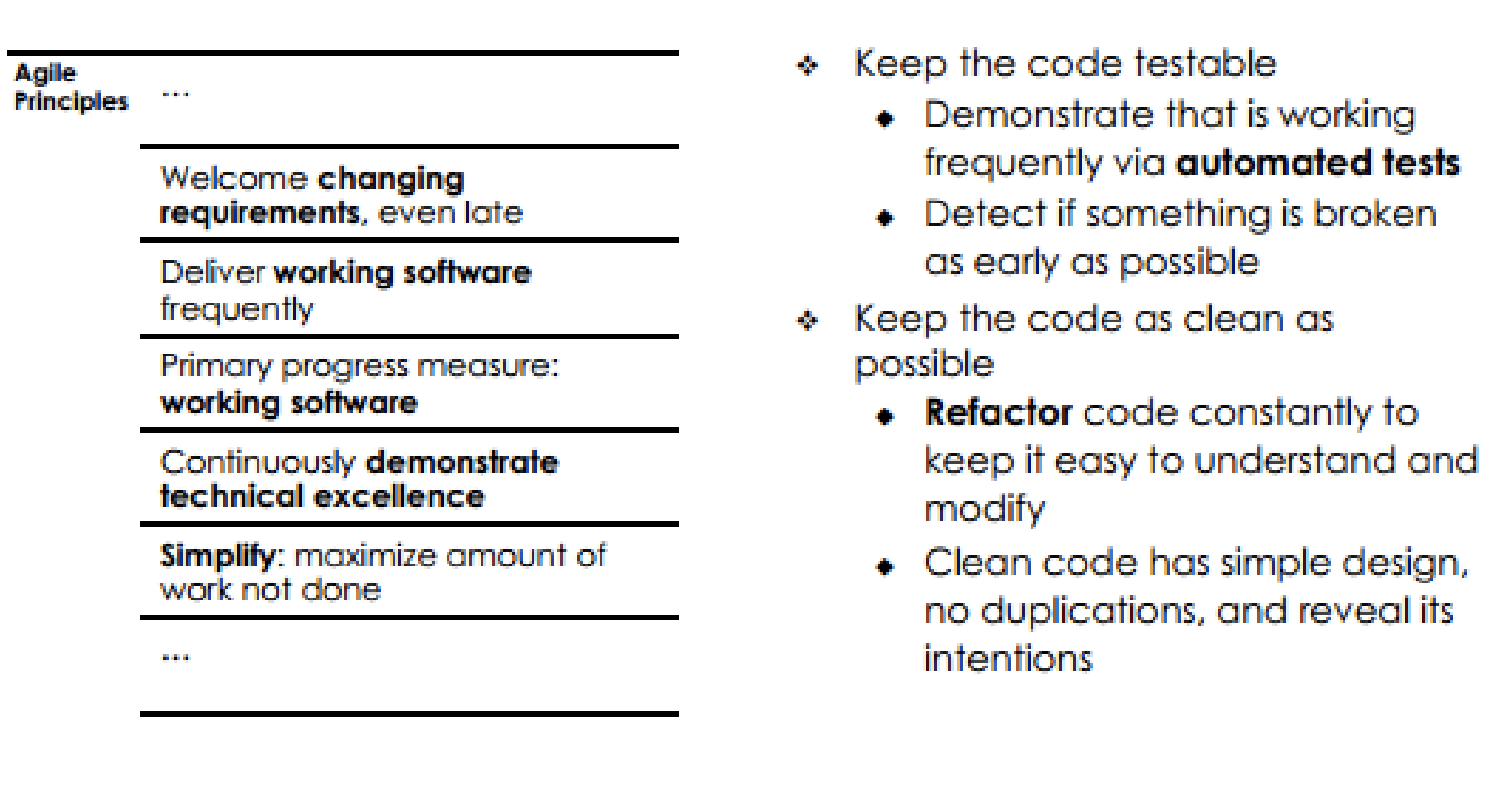 Agile
Principles
...
Welcome changing
requirements, even late
Deliver working software
frequently
Primary progress measure:
working software
Continuously demonstrate
technical excellence
Simplify: maximize amount of
work not done
...
❖ Keep the code testable
◆ Demonstrate that is working
frequently via automated tests
◆ Detect if something is broken
as early as possible
❖ Keep the code as clean as
possible
◆ Refactor code constantly to
keep it easy to understand and
modify
◆ Clean code has simple design,
no duplications, and reveal its
intentions